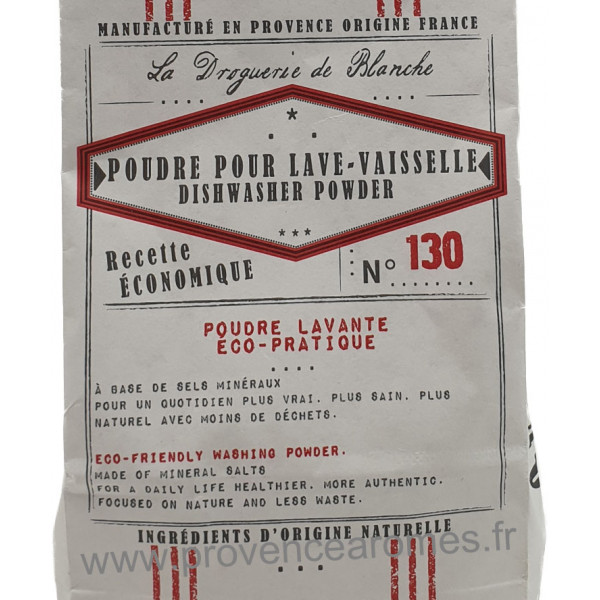 MANUFACTURÉ EN PROVENCE ORIGINE FRANCE
La Droguerie de Blanche
POUDRE POUR LAVE-VAISSELLE
DISHWASHER POWDER
***
Recette
ÉCONOMIQUE
N° 130
POUDRE LAVANTE
ÉCO-PRATIQUE
À BASE DE SELS MINÉRAUX
POUR UN QUOTIDIEN PLUS VRAI. PLUS SAIN. PLUS
NATUREL AVEC MOINS DE DÉCHETS.
ECO-FRIENDLY WASHING POWDER.
MADE OF MINERAL SALTS
FOR A DAILY LIFE HEALTHIER. MORE AUTHENTIC.
FOCUSED ON NATURE AND LESS WASTE.
INGRÉDIENTS D'ORIGINE NATURELLE
www.provencearomes.fr